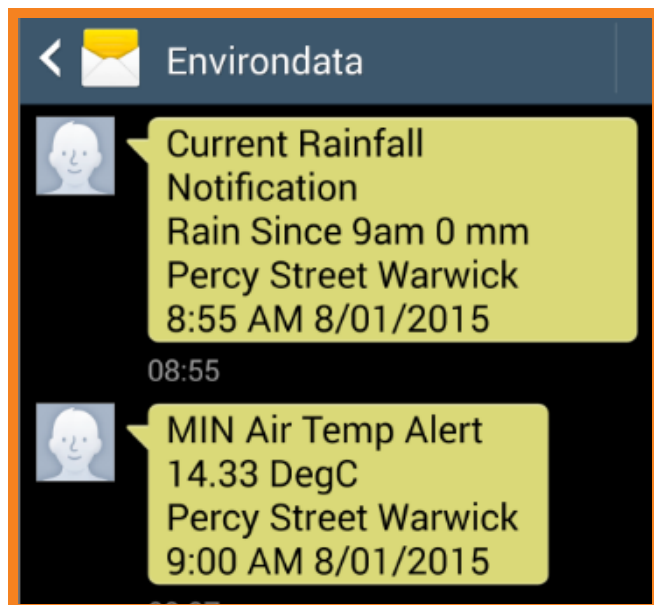 Environdata
Current Rainfall
Notification
Rain Since 9am 0 mm
Percy Street Warwick
8:55 AM 8/01/2015
08:55
MIN Air Temp Alert
14.33 DegC
Percy Street Warwick
9:00 AM 8/01/2015